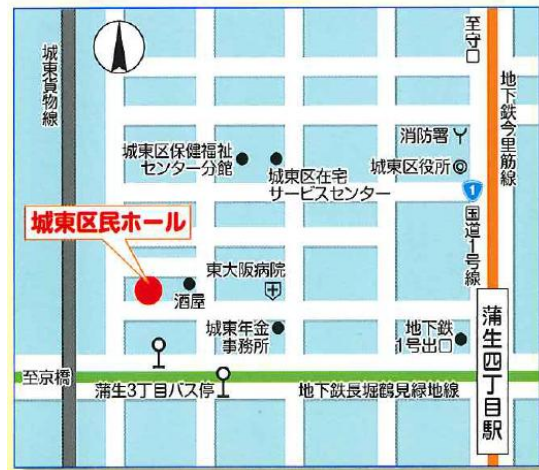 城東貨物線
至守口
地下鉄今里筋線
消防署
城東区役所
城東区保健福祉
センター分館
城東区在宅
サービスセンター
1
国道1号線
城東区民ホール
酒屋
東大阪病院
城東年金
事務所
地下鉄
1号出口
蒲生四丁目駅
至京橋
蒲生3丁目バス停
地下鉄長堀鶴見緑地線